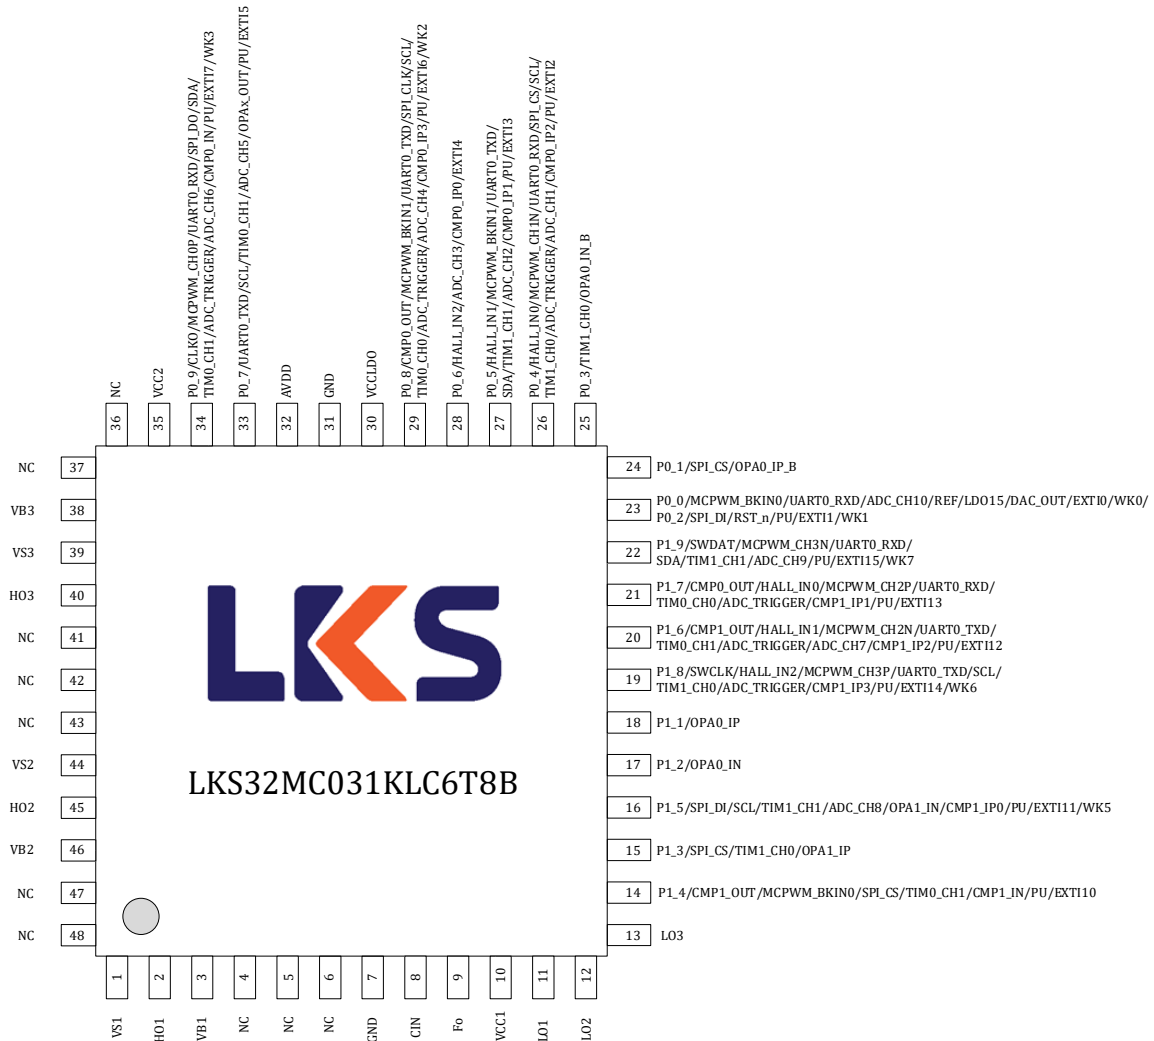 P0_9/CLKO/MCPWM_CH0P/UART0_RXD/SPI_DO/SDA/
TIM0_CH1/ADC_TRIGGER/ADC_CH6/CMP0_IN/PU/EXTI7/WK3
P0_7/UART0_TXD/SCL/TIM0_CH1/ADC_CH5/OPAx_OUT/PU/EXTI5
P0_8/CMP0_OUT/MCPWM_BKIN1/UART0_TXD/SPI_CLK/SCL/
TIM0_CH0/ADC_TRIGGER/ADC_CH4/CMP0_IP3/PU/EXTI6/WK2
P0_6/HALL_IN2/ADC_CH3/CMP0_IP0/EXTI4
P0_5/HALL_IN1/MCPWM_BKIN1/UART0_TXD/
SDA/TIM1_CH1/ADC_CH2/CMP0_IP1/PU/EXTI3
P0_4/HALL_IN0/MCPWM_CH1N/UART0_RXD/SPI_CS/SCL/
TIM1_CH0/ADC_TRIGGER/ADC_CH1/CMP0_IP2/PU/EXTI2
P0_3/TIM1_CH0/OPA0_IN_B
NC
VCC2
AVDD
GND
VCCLDO
36
35
34
33
32
31
30
29
28
27
26
25
NC 37
VB3 38
VS3 39
HO3 40
NC 41
NC 42
NC 43
VS2 44
HO2 45
VB2 46
NC 47
NC 48
LKS
LKS32MC031KLC6T8B
24 P0_1/SPI_CS/OPA0_IP_B
23 P0_0/MCPWM_BKIN0/UART0_RXD/ADC_CH10/REF/LDO15/DAC_OUT/EXTI0/WK0/
P0_2/SPI_DI/RST_n/PU/EXTI1/WK1
22 P1_9/SWDAT/MCPWM_CH3N/UART0_RXD/
SDA/TIM1_CH1/ADC_CH9/PU/EXTI15/WK7
21 P1_7/CMP0_OUT/HALL_IN0/MCPWM_CH2P/UART0_RXD/
TIM0_CH0/ADC_TRIGGER/CMP1_IP1/PU/EXTI13
20 P1_6/CMP1_OUT/HALL_IN1/MCPWM_CH2N/UART0_TXD/
TIM0_CH1/ADC_TRIGGER/ADC_CH7/CMP1_IP2/PU/EXTI12
19 P1_8/SWCLK/HALL_IN2/MCPWM_CH3P/UART0_TXD/SCL/
TIM1_CH0/ADC_TRIGGER/CMP1_IP3/PU/EXTI14/WK6
18 P1_1/OPA0_IP
17 P1_2/OPA0_IN
16 P1_5/SPI_DI/SCL/TIM1_CH1/ADC_CH8/OPA1_IN/CMP1_IP0/PU/EXTI11/WK5
15 P1_3/SPI_CS/TIM1_CH0/OPA1_IP
14 P1_4/CMP1_OUT/MCPWM_BKIN0/SPI_CS/TIM0_CH1/CMP1_IN/PU/EXTI10
13 LO3
1
2
3
4
5
6
7
8
9
10
11
12
VS1
HO1
VB1
NC
NC
NC
GND
CIN
Fo
VCC1
LO1
LO2